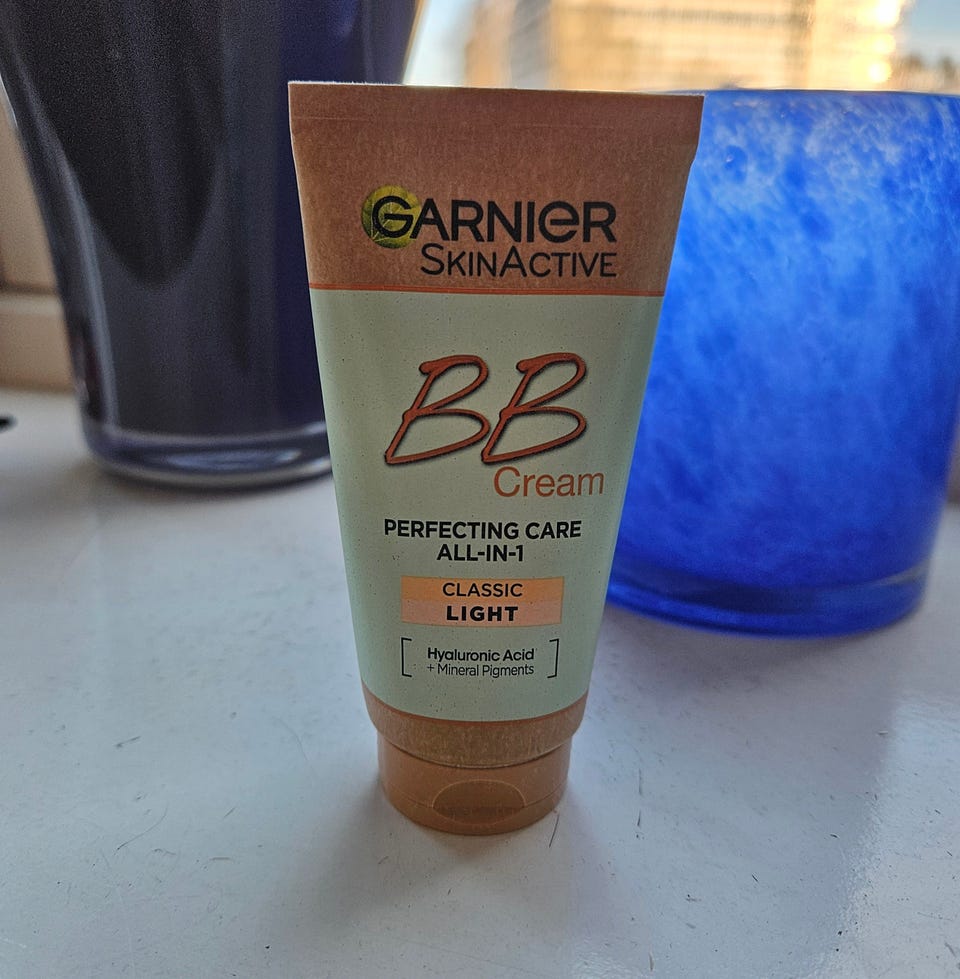 GARNIER
SKINACTIVE
BB
Cream
PERFECTING CARE
ALL-IN-1
CLASSIC
LIGHT
[Hyaluronic Acid
+ Mineral Pigments]